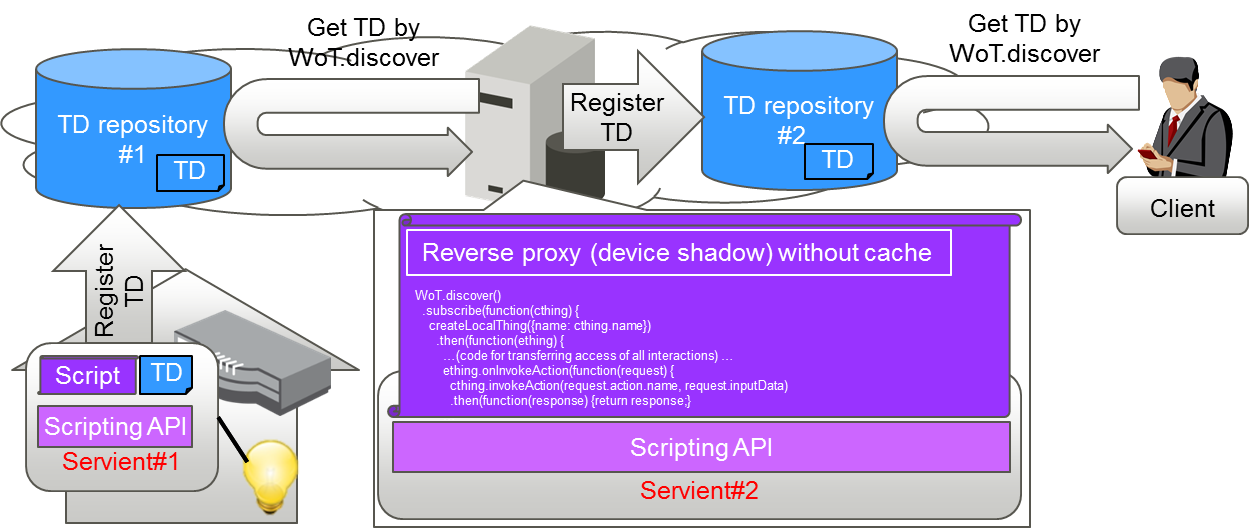 Get TD by
WoT.discover
Get TD by
WoT.discover
TD repository
#1
TD
Register
TD
TD repository
#2
TD
Client
Register
TD
Script
TD
Scripting API
Servient#1
Reverse proxy (device shadow) without cache
WoT.discover()
.subscribe(function(cthing) {
createLocalThing({name: cthing.name})
.then(function(ething) {
…(code for transferring access of all interactions) …
ething.onInvokeAction(function(request) {
cthing.invokeAction(request.action.name, request.inputData)
.then(function(response) {return response;}
Scripting API
Servient#2